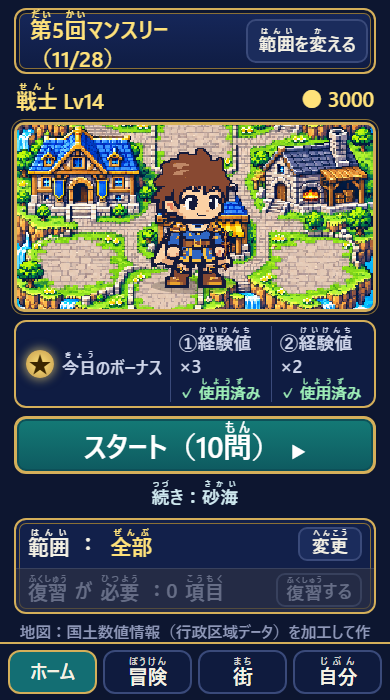 第5回マンスリー
（11/28）
範囲を変える
戦士 Lv14
3000
今日のボーナス
①経験値
×3
✓ 使用済み
②経験値
×2
✓ 使用済み
スタート（10問） ▶
続き：砂海
範囲 ： 全部
変更
復習 が 必要 ：0 項目
復習する
地図：国土数値情報（行政区域データ）を加工して作
ホーム
冒険
街
自分